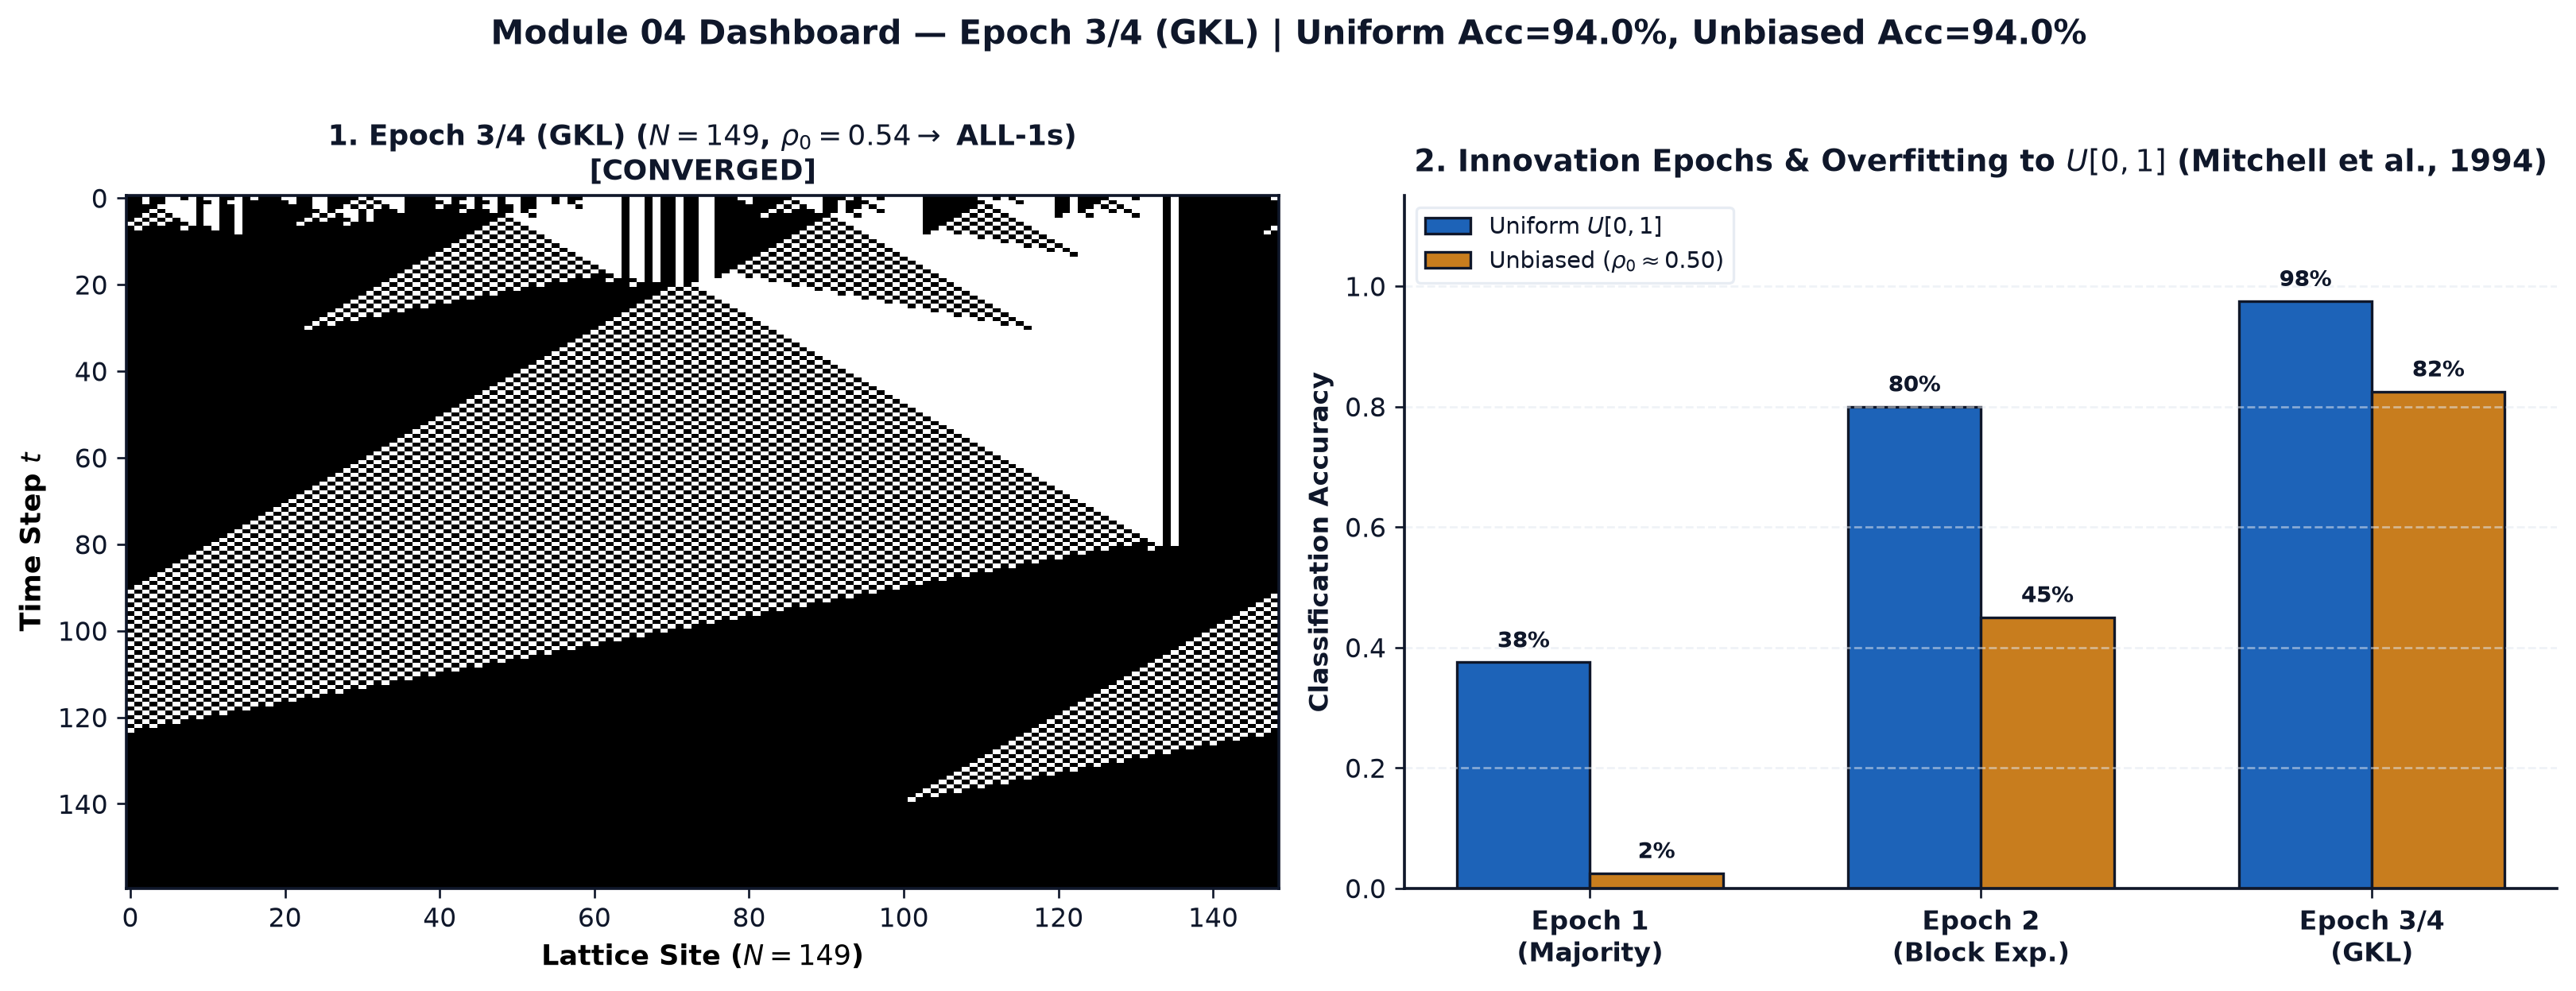 Module 04 Dashboard — Epoch 3/4 (GKL) | Uniform Acc=94.0%, Unbiased Acc=94.0%
1. Epoch 3/4 (GKL) (N = 149, ρ₀ = 0.54 → ALL-1s)
[CONVERGED]
0
20
40
60
80
100
120
140
Time Step t
0 20 40 60 80 100 120 140
Lattice Site (N = 149)
2. Innovation Epochs & Overfitting to U[0, 1] (Mitchell et al., 1994)
Uniform U[0, 1]
Unbiased (ρ₀ ≈ 0.50)
1.0
0.8
0.6
0.4
0.2
0.0
Classification Accuracy
38%
2%
80%
45%
98%
82%
Epoch 1
(Majority)
Epoch 2
(Block Exp.)
Epoch 3/4
(GKL)